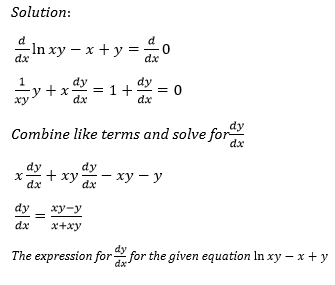 Solution:
d/dx ln xy − x + y = d/dx 0
1/xy y + x dy/dx = 1 + dy/dx = 0
Combine like terms and solve for dy/dx
x dy/dx + xy dy/dx − xy − y
dy/dx = xy−y/x+xy
The expression for dy/dx for the given equation ln xy − x + y